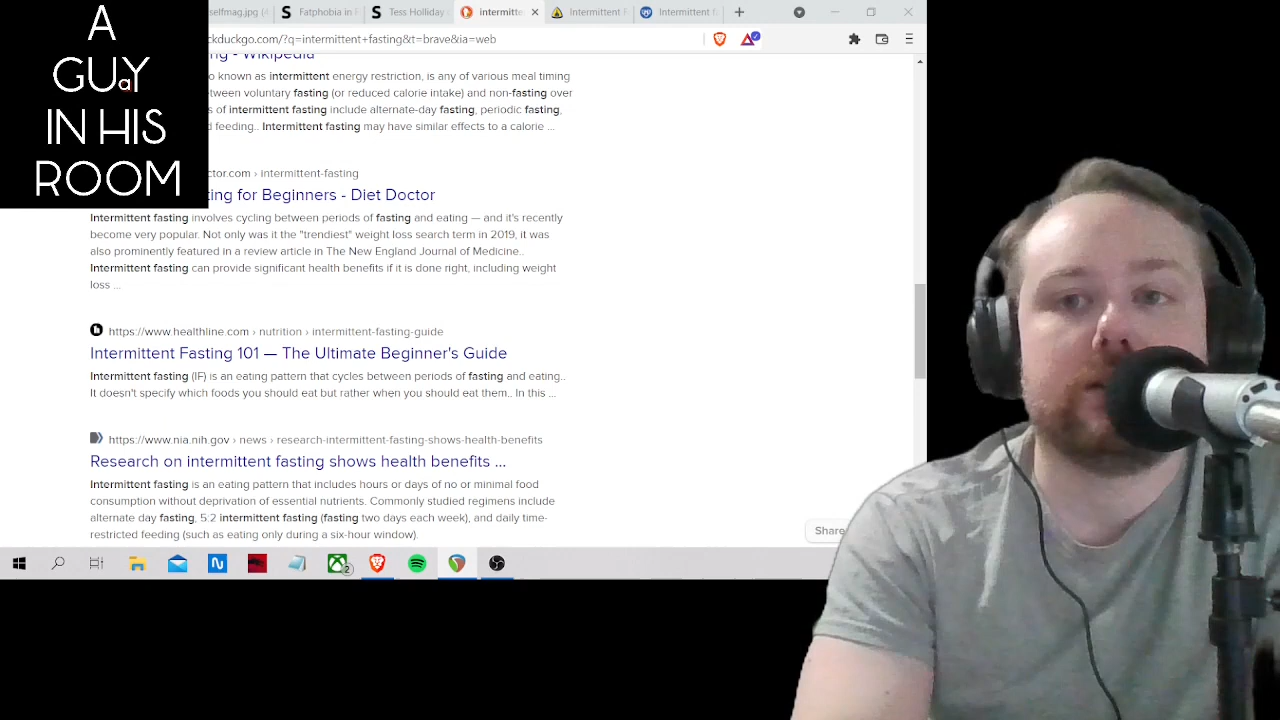 A
GUY
a
IN HIS
ROOM
selfmag.jpg (4
Fatphobia in F
Tess Holliday
intermitte
Intermittent F
Intermittent f
ckduckgo.com/?q=intermittent+fasting&t=brave&ia=web
ng - Wikipedia
o known as intermittent energy restriction, is any of various meal timing
etween voluntary fasting (or reduced calorie intake) and non-fasting over
s of intermittent fasting include alternate-day fasting, periodic fasting,
d feeding.. Intermittent fasting may have similar effects to a calorie ...
ctor.com › intermittent-fasting
ting for Beginners - Diet Doctor
Intermittent fasting involves cycling between periods of fasting and eating — and it's recently
become very popular. Not only was it the "trendiest" weight loss search term in 2019, it was
also prominently featured in a review article in The New England Journal of Medicine..
Intermittent fasting can provide significant health benefits if it is done right, including weight
loss ...
https://www.healthline.com › nutrition › intermittent-fasting-guide
Intermittent Fasting 101 — The Ultimate Beginner's Guide
Intermittent fasting (IF) is an eating pattern that cycles between periods of fasting and eating..
It doesn't specify which foods you should eat but rather when you should eat them.. In this ...
https://www.nia.nih.gov › news › research-intermittent-fasting-shows-health-benefits
Research on intermittent fasting shows health benefits ...
Intermittent fasting is an eating pattern that includes hours or days of no or minimal food
consumption without deprivation of essential nutrients. Commonly studied regimens include
alternate day fasting, 5:2 intermittent fasting (fasting two days each week), and daily time-
restricted feeding (such as eating only during a six-hour window).
Share
2